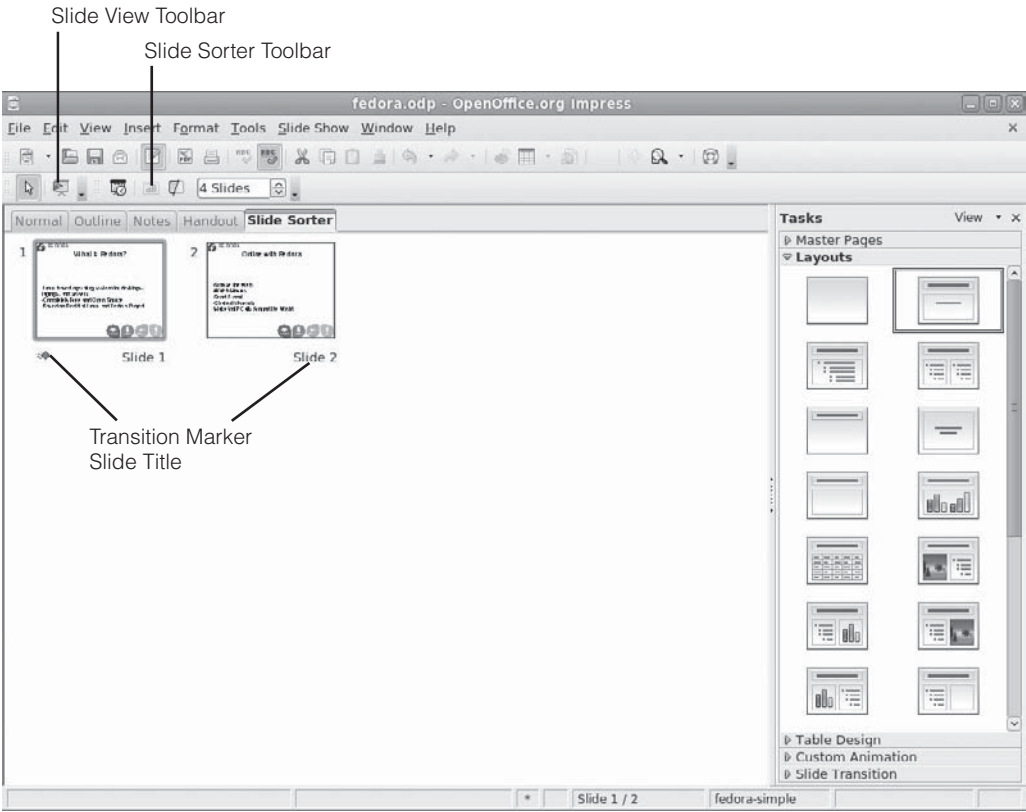 Slide View Toolbar
Slide Sorter Toolbar
fedora.odp - OpenOffice.org Impress
File Edit View Insert Format Tools Slide Show Window Help
4 Slides
Normal Outline Notes Handout Slide Sorter
Tasks View
Master Pages
Layouts
1
What is Fedora?
2
Online with Fedora
Slide 1
Slide 2
Transition Marker
Slide Title
Table Design
Custom Animation
Slide Transition
* Slide 1 / 2 fedora-simple